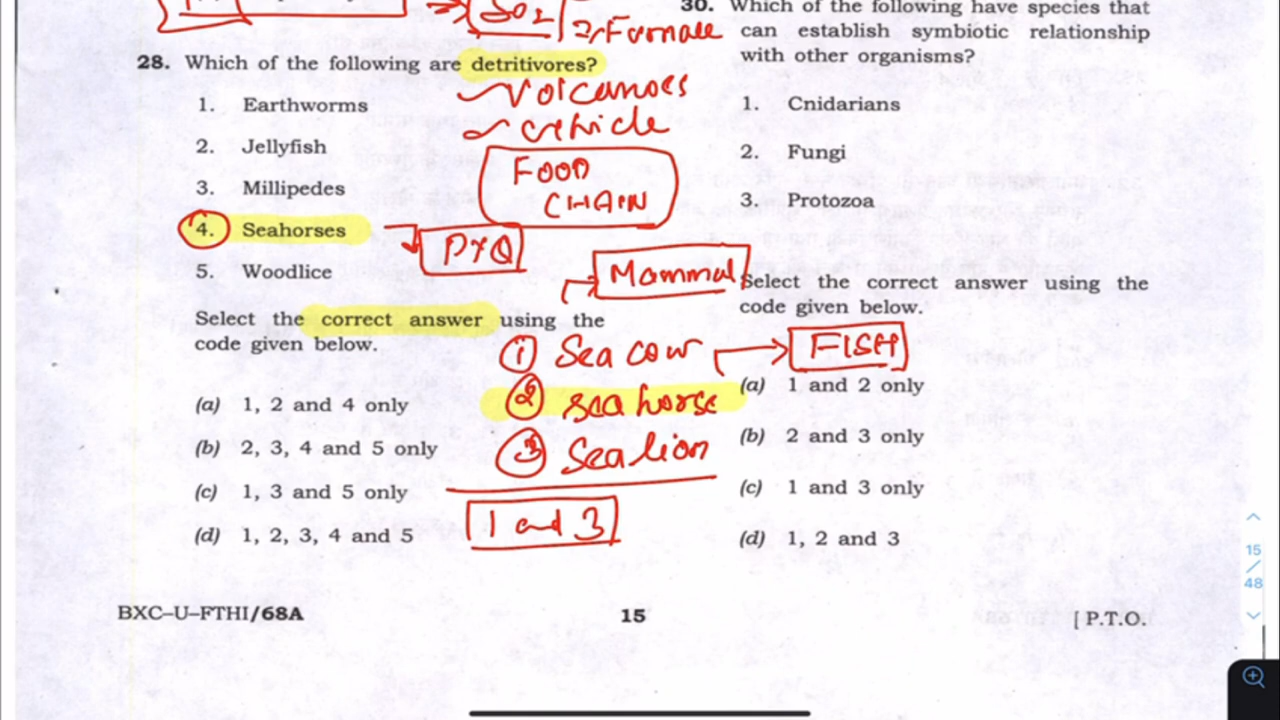 SO2
2. Furnace
28. Which of the following are detritivores?
Volcanoes
vehicle
1. Earthworms
2. Jellyfish
3. Millipedes
4. Seahorses
5. Woodlice
FOOD
CHAIN
PYQ
Mammal
Select the correct answer using the
code given below.
1 Sea cow
FISH
2 sea horse
3 Sea lion
1 and 3
(a) 1, 2 and 4 only
(b) 2, 3, 4 and 5 only
(c) 1, 3 and 5 only
(d) 1, 2, 3, 4 and 5
30. Which of the following have species that
can establish symbiotic relationship
with other organisms?
1. Cnidarians
2. Fungi
3. Protozoa
Select the correct answer using the
code given below.
(a) 1 and 2 only
(b) 2 and 3 only
(c) 1 and 3 only
(d) 1, 2 and 3
BXC–U–FTHI/68A
15
[ P.T.O.
15
/
48